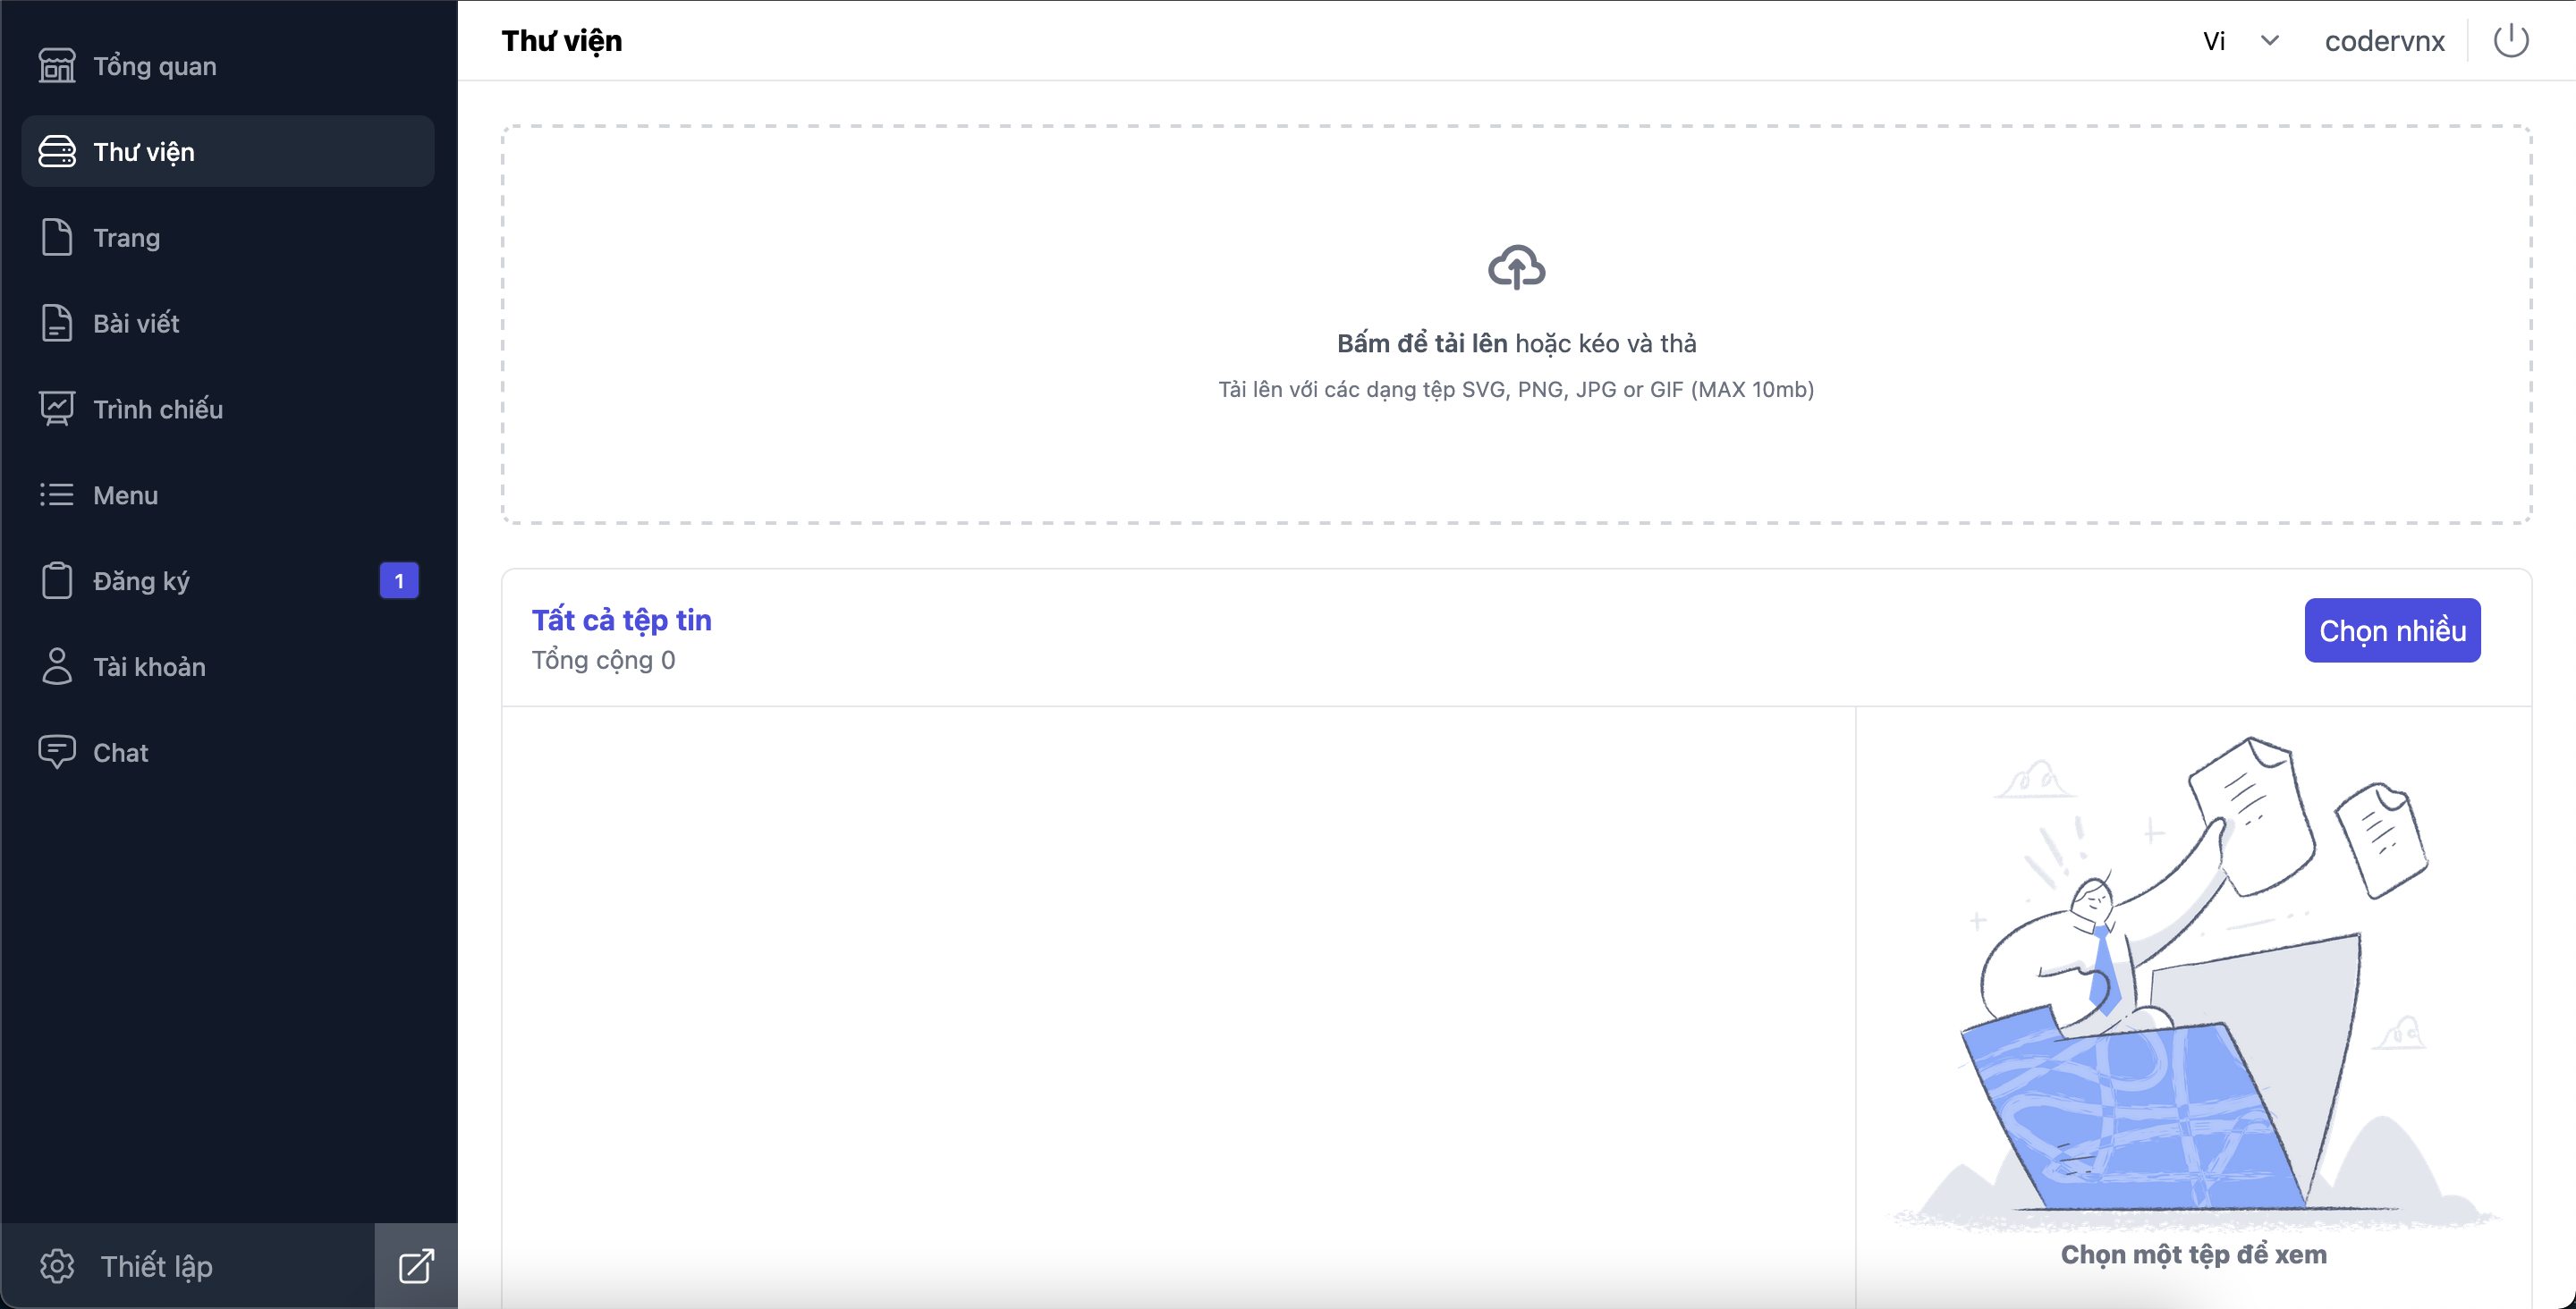 Tổng quan
Thư viện
Trang
Bài viết
Trình chiếu
Menu
Đăng ký
1
Tài khoản
Chat
Thiết lập
Thư viện
Vi
codervnx
Bấm để tải lên hoặc kéo và thả
Tải lên với các dạng tệp SVG, PNG, JPG or GIF (MAX 10mb)
Tất cả tệp tin
Tổng cộng 0
Chọn nhiều
Chọn một tệp để xem